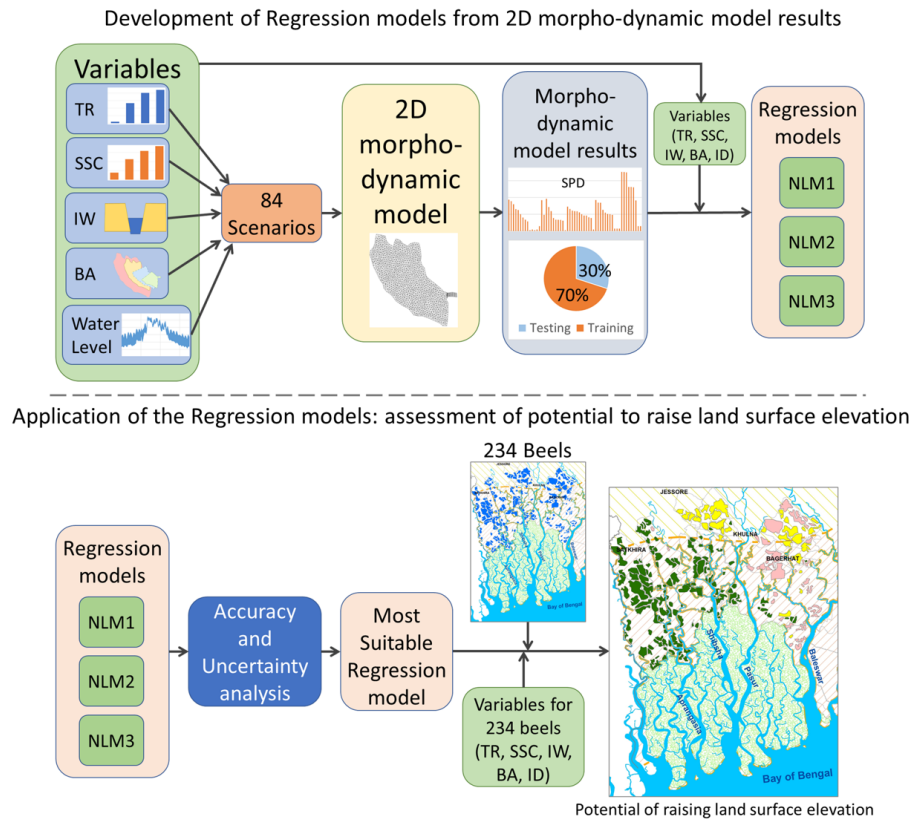 Development of Regression models from 2D morpho-dynamic model results
Variables
TR
SSC
IW
BA
Water
Level
84
Scenarios
2D
morpho-
dynamic
model
Morpho-
dynamic
model results
SPD
30%
70%
Testing
Training
Variables
(TR, SSC,
IW, BA, ID)
Regression
models
NLM1
NLM2
NLM3
Application of the Regression models: assessment of potential to raise land surface elevation
Regression
models
NLM1
NLM2
NLM3
Accuracy
and
Uncertainty
analysis
Most
Suitable
Regression
model
234 Beels
JESSORE
Bay of Bengal
Variables for
234 beels
(TR, SSC, IW,
BA, ID)
JESSORE
KHULNA
BAGERHAT
Shibsha
Pasur
Baleswar
Arpangasia
Bay of Bengal
Potential of raising land surface elevation